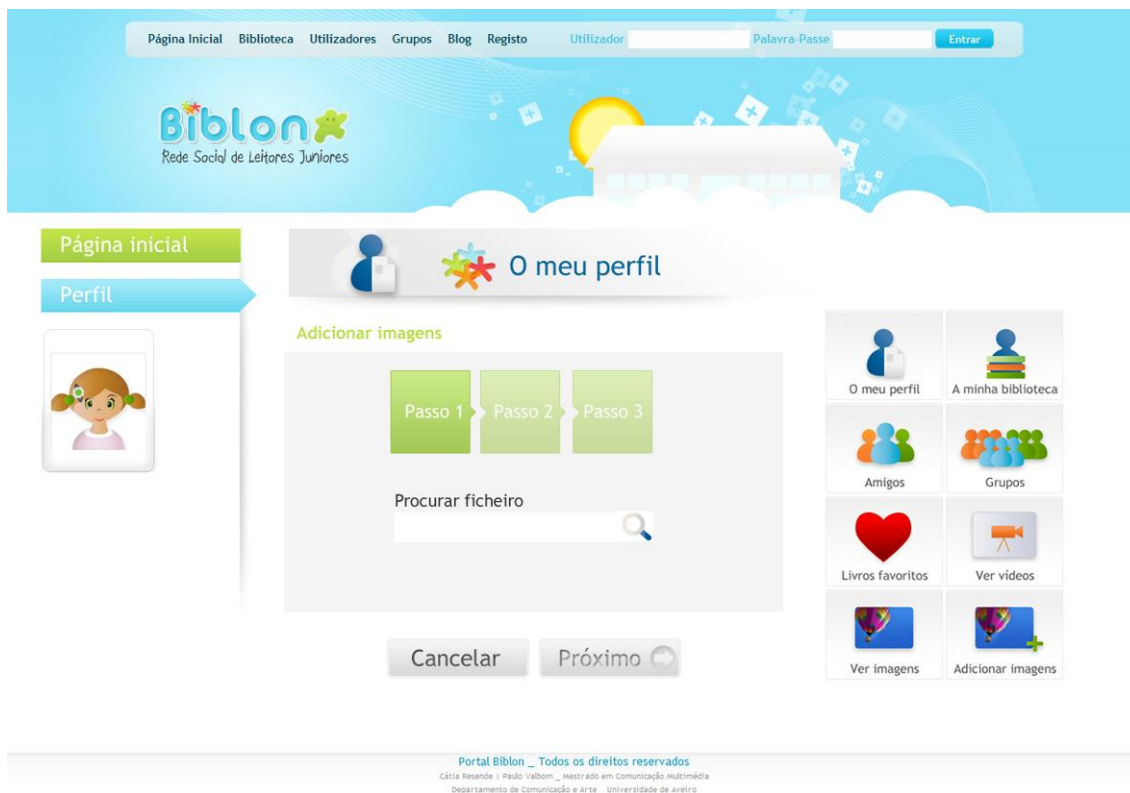 Página Inicial Biblioteca Utilizadores Grupos Blog Registo Utilizador Palavra-Passe Entrar
Biblon
Rede Social de Leitores Juniores
Página inicial
Perfil
O meu perfil
Adicionar imagens
Passo 1 Passo 2 Passo 3
Procurar ficheiro
Cancelar Próximo
O meu perfil A minha biblioteca
Amigos Grupos
Livros favoritos Ver vídeos
Ver imagens Adicionar imagens
Portal Biblon _ Todos os direitos reservados
Cátia Resende | Paulo Valbom _ Mestrado em Comunicação Multimédia
Departamento de Comunicação e Arte Universidade de Aveiro